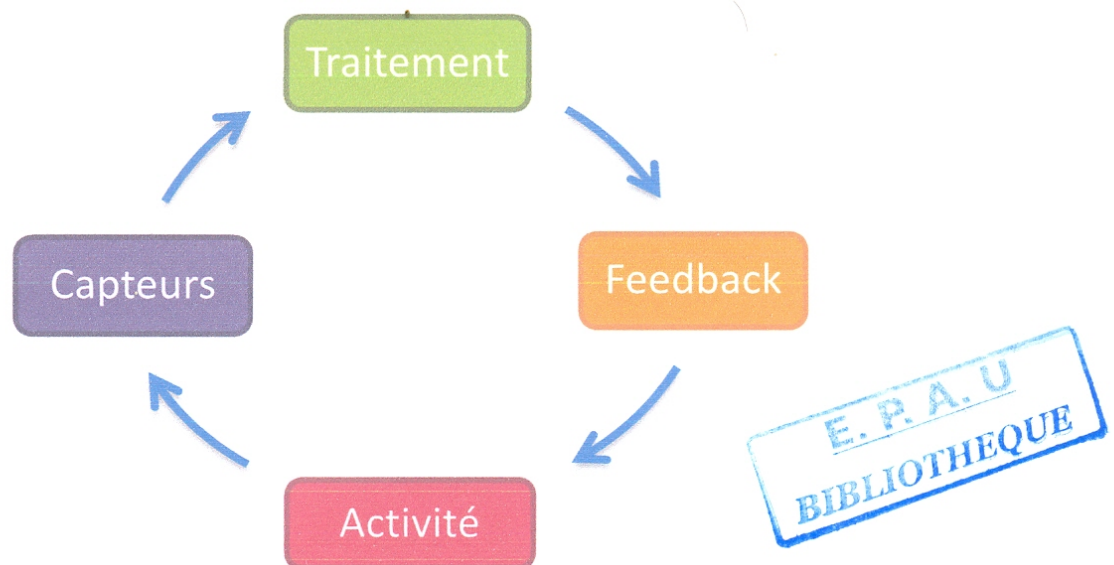 Traitement
Capteurs
Feedback
Activité
E. P. A. U
BIBLIOTHEQUE